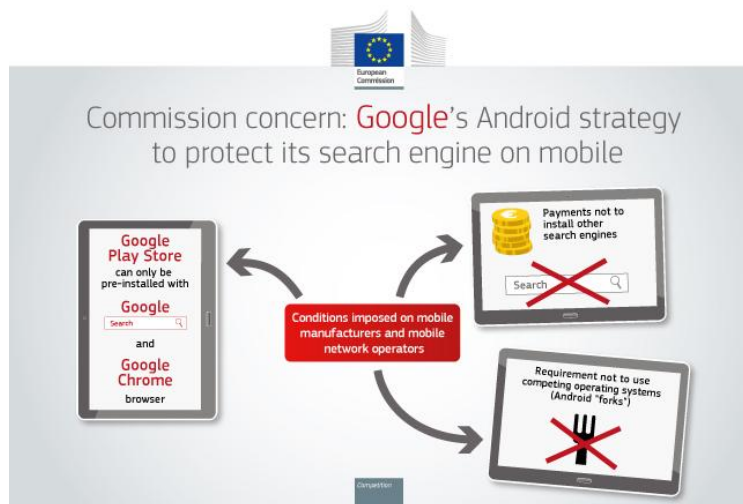 European
Commission
Commission concern: Google's Android strategy
to protect its search engine on mobile
Google
Play Store
can only be
pre-installed with
Google
Search
and
Google
Chrome
browser
Conditions imposed on mobile
manufacturers and mobile
network operators
Payments not to
install other
search engines
Search
Requirement not to use
competing operating systems
(Android "forks")
Competition